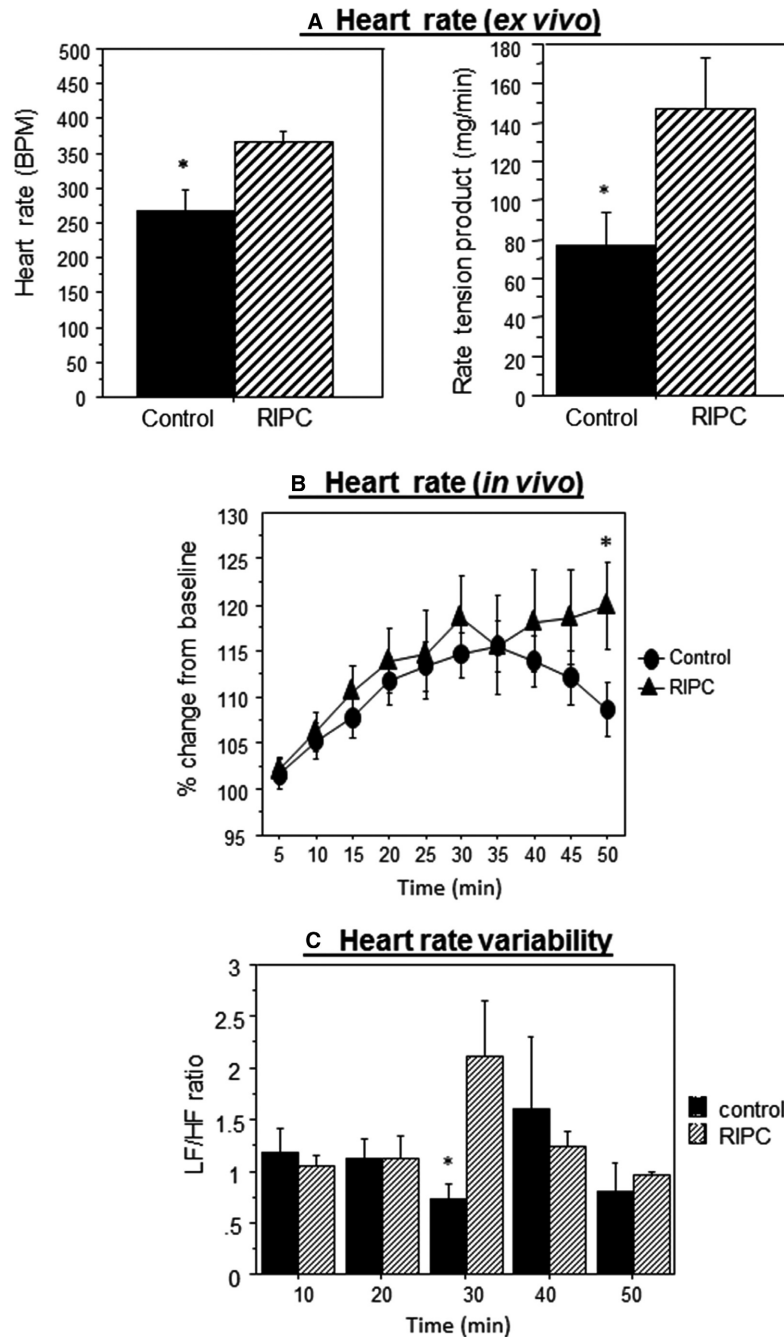 A Heart rate (ex vivo)
Heart rate (BPM)
500
450
400
350
300
250
200
150
100
50
0
*
Control RIPC
Rate tension product (mg/min)
180
160
140
120
100
80
60
40
20
0
*
Control RIPC
B Heart rate (in vivo)
% change from baseline
130
125
120
115
110
105
100
95
*
Control
RIPC
5 10 15 20 25 30 35 40 45 50
Time (min)
C Heart rate variability
LF/HF ratio
3
2.5
2
1.5
1
.5
0
*
control
RIPC
10 20 30 40 50
Time (min)